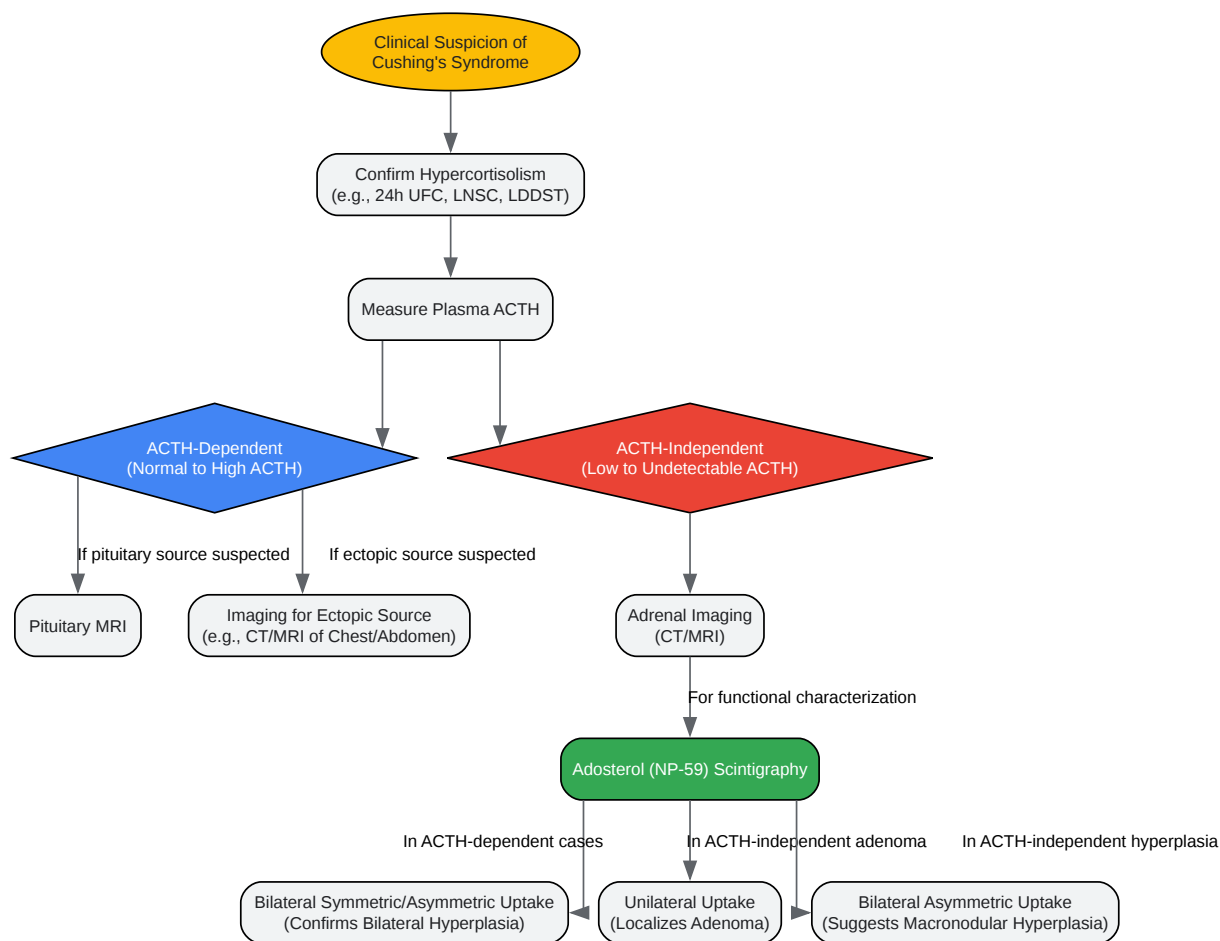 Clinical Suspicion of
Cushing's Syndrome
Confirm Hypercortisolism
(e.g., 24h UFC, LNSC, LDDST)
Measure Plasma ACTH
ACTH-Dependent
(Normal to High ACTH)
ACTH-Independent
(Low to Undetectable ACTH)
If pituitary source suspected
If ectopic source suspected
Pituitary MRI
Imaging for Ectopic Source
(e.g., CT/MRI of Chest/Abdomen)
Adrenal Imaging
(CT/MRI)
For functional characterization
Adosterol (NP-59) Scintigraphy
In ACTH-dependent cases
In ACTH-independent adenoma
In ACTH-independent hyperplasia
Bilateral Symmetric/Asymmetric Uptake
(Confirms Bilateral Hyperplasia)
Unilateral Uptake
(Localizes Adenoma)
Bilateral Asymmetric Uptake
(Suggests Macronodular Hyperplasia)